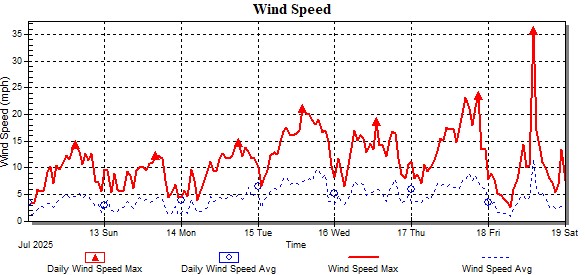 Wind Speed
Wind Speed (mph)
35
30
25
20
15
10
5
0
13 Sun 14 Mon 15 Tue 16 Wed 17 Thu 18 Fri 19 Sat
Jul 2025
Time
Daily Wind Speed Max Daily Wind Speed Avg Wind Speed Max Wind Speed Avg